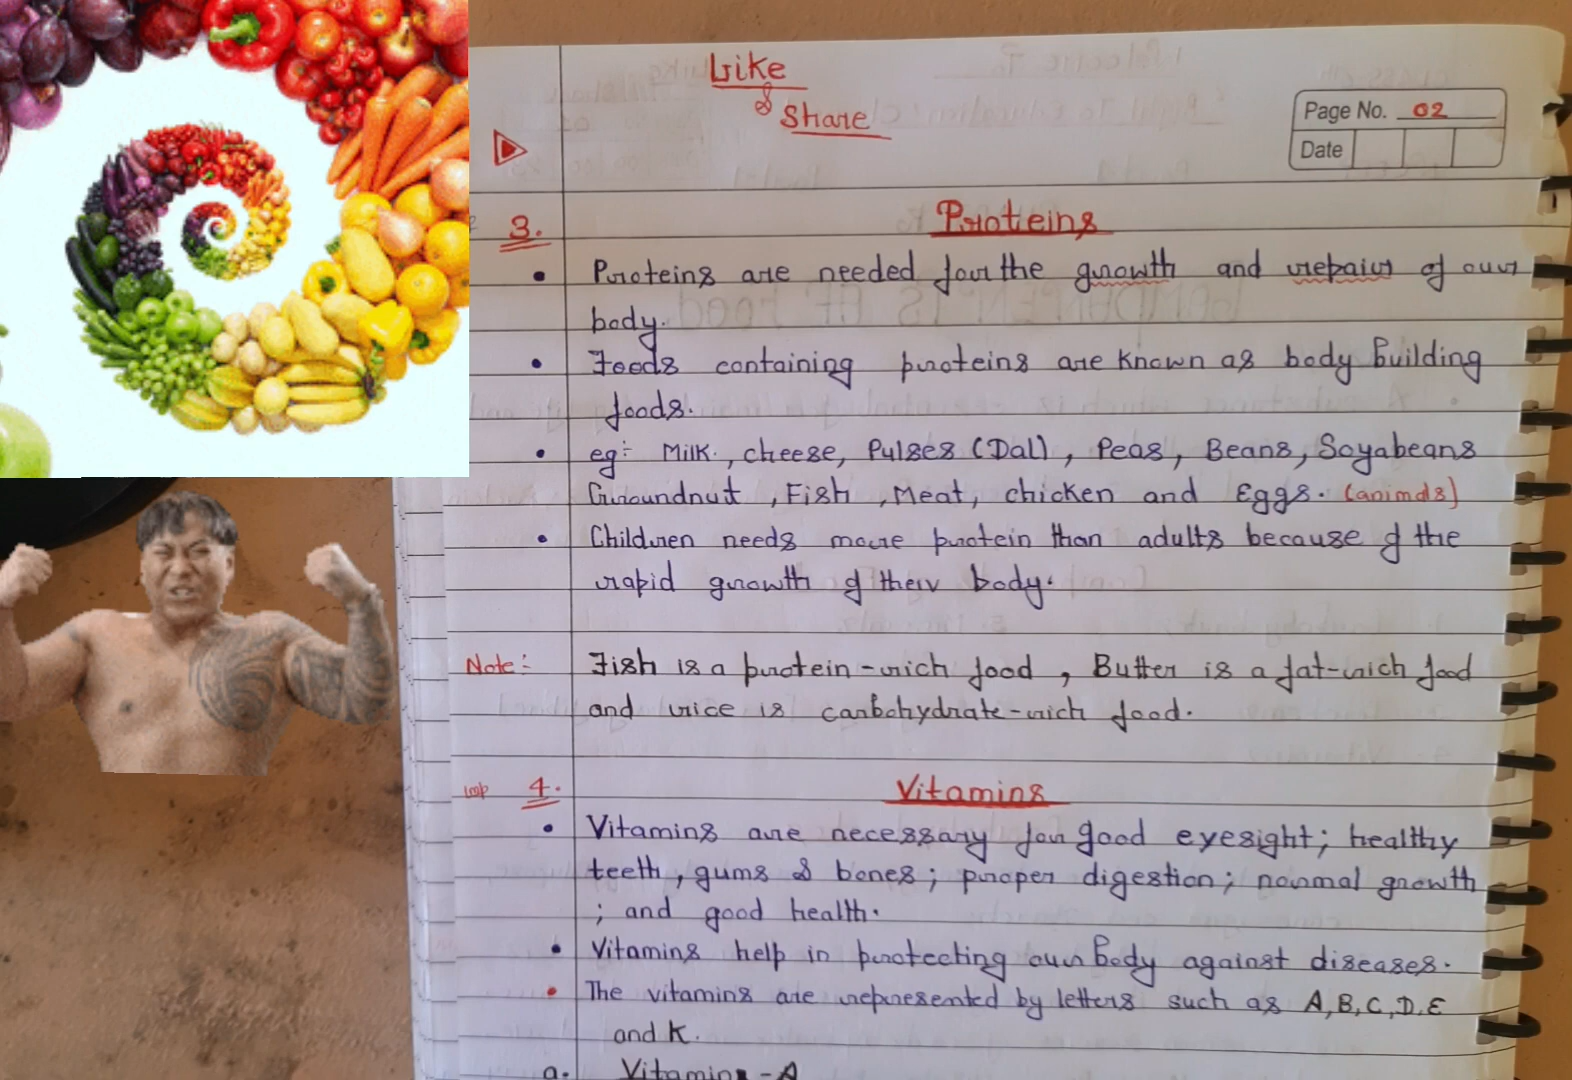 Like
& Share
Page No. 02
Date
3. Proteins
• Proteins are needed for the growth and repair of our
body.
• Foods containing proteins are known as body building
foods.
• eg:- Milk, cheese, Pulses (Dal), Peas, Beans, Soyabeans
Groundnut, Fish, Meat, chicken and Eggs. (animals)
• Children needs more protein than adults because of the
rapid growth of their body.
Note:- Fish is a protein-rich food, Butter is a fat-rich food
and rice is carbohydrate-rich food.
Imp 4. Vitamins
• Vitamins are necessary for good eyesight; healthy
teeth, gums & bones; proper digestion; normal growth
; and good health.
• Vitamins help in protecting our Body against diseases.
• The vitamins are represented by letters such as A, B, C, D, E
and K.
a. Vitamin - A